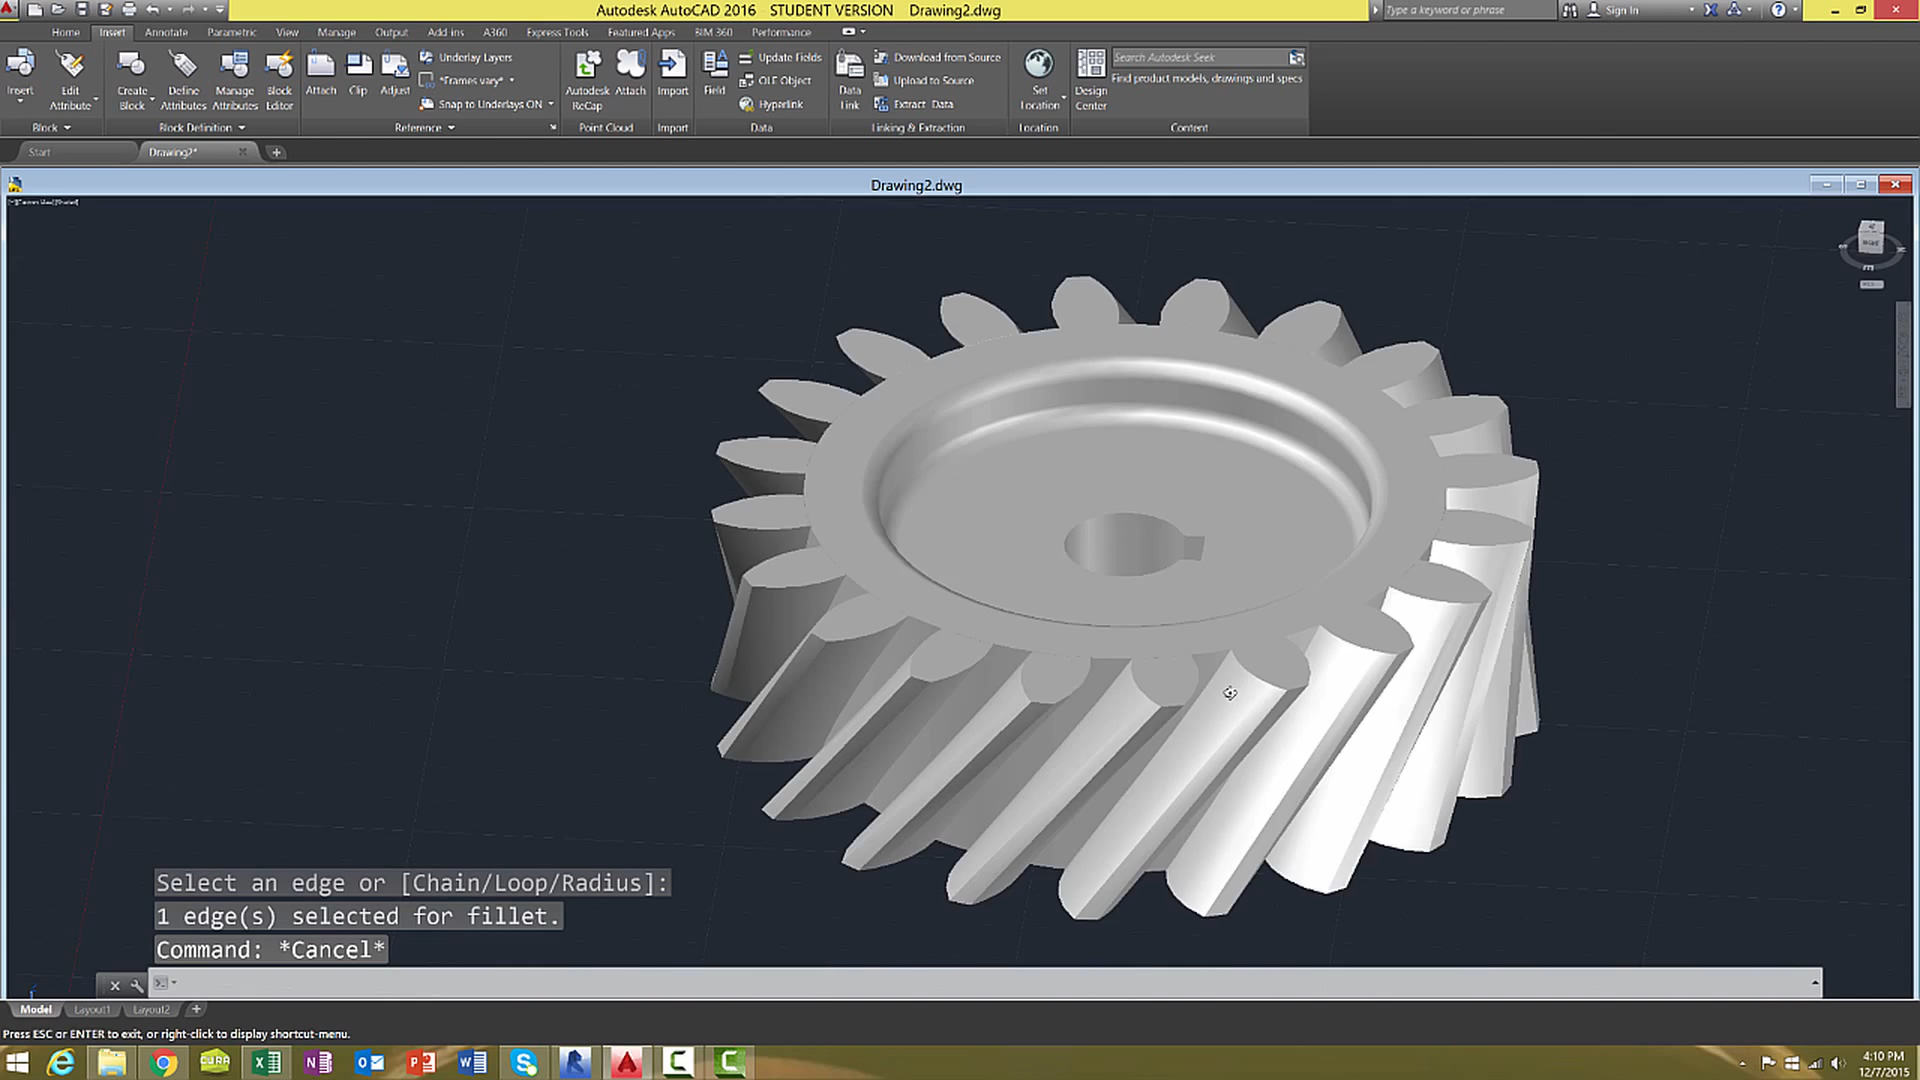 Autodesk AutoCAD 2016 STUDENT VERSION Drawing2.dwg
Type a keyword or phrase
Sign In
Home Insert Annotate Parametric View Manage Output Add-ins A360 Express Tools Featured Apps BIM 360 Performance
Insert
Edit Attribute
Create Block
Define Attributes
Manage Attributes
Block Editor
Attach
Clip
Adjust
Underlay Layers
*Frames vary*
Snap to Underlays ON
Autodesk ReCap
Attach
Import
Field
Update Fields
OLE Object
Hyperlink
Data Link
Download from Source
Upload to Source
Extract Data
Set Location
Design Center
Search Autodesk Seek
Find product models, drawings and specs
Block
Block Definition
Reference
Point Cloud
Import
Data
Linking & Extraction
Location
Content
Start
Drawing2*
Drawing2.dwg
Select an edge or [Chain/Loop/Radius]:
1 edge(s) selected for fillet.
Command: *Cancel*
Model Layout1 Layout2
Press ESC or ENTER to exit, or right-click to display shortcut-menu.
4:10 PM
12/7/2015